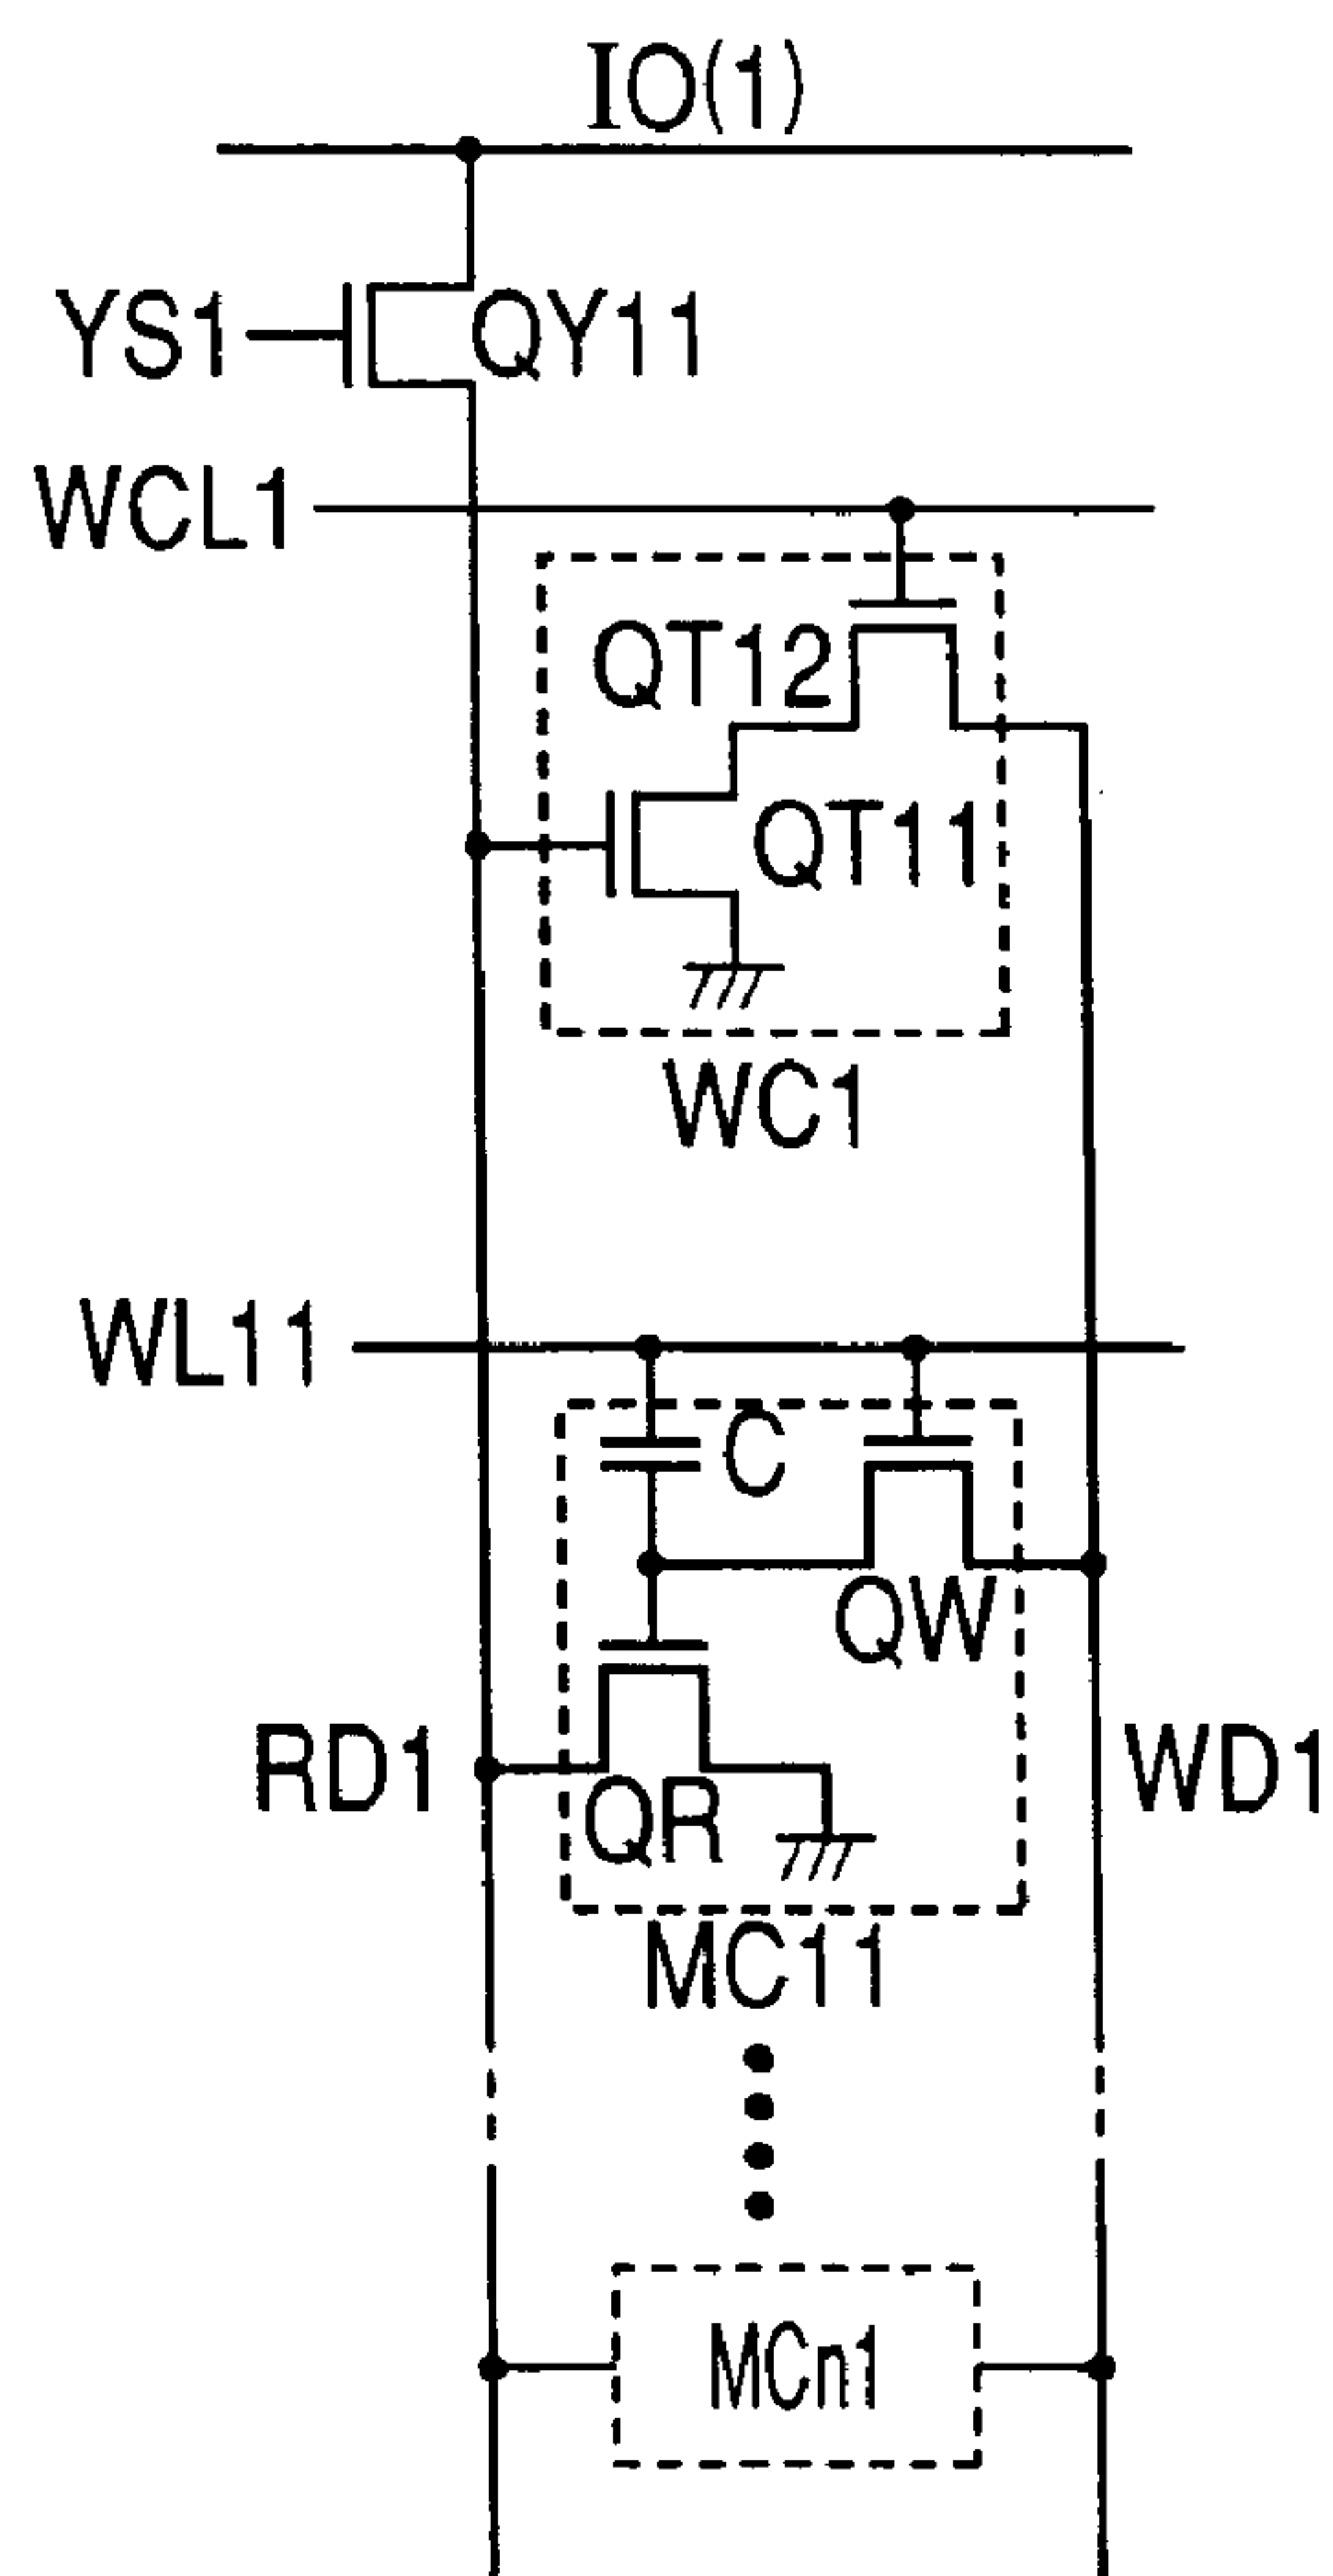 IO(1)
YS1
QY11
WCL1
QT12
QT11
WC1
WL11
C
QW
RD1
WD1
QR
MC11
MCn1